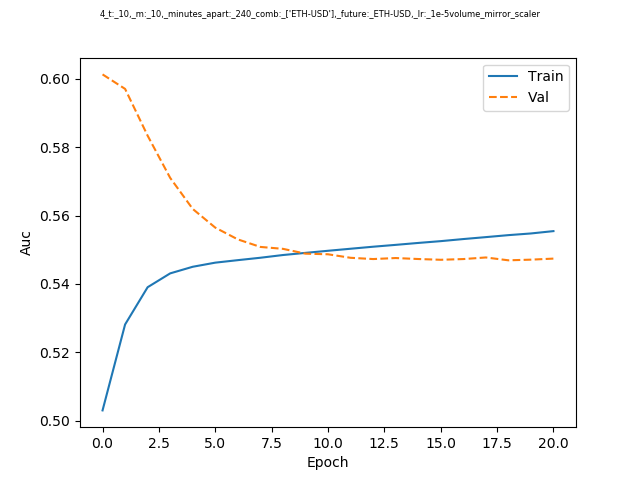 4_t:_10,_m:_10,_minutes_apart:_240_comb:_['ETH-USD'],_future:_ETH-USD,_lr:_1e-5volume_mirror_scaler
Train
Val
0.60
0.58
0.56
0.54
0.52
0.50
Auc
0.0 2.5 5.0 7.5 10.0 12.5 15.0 17.5 20.0
Epoch